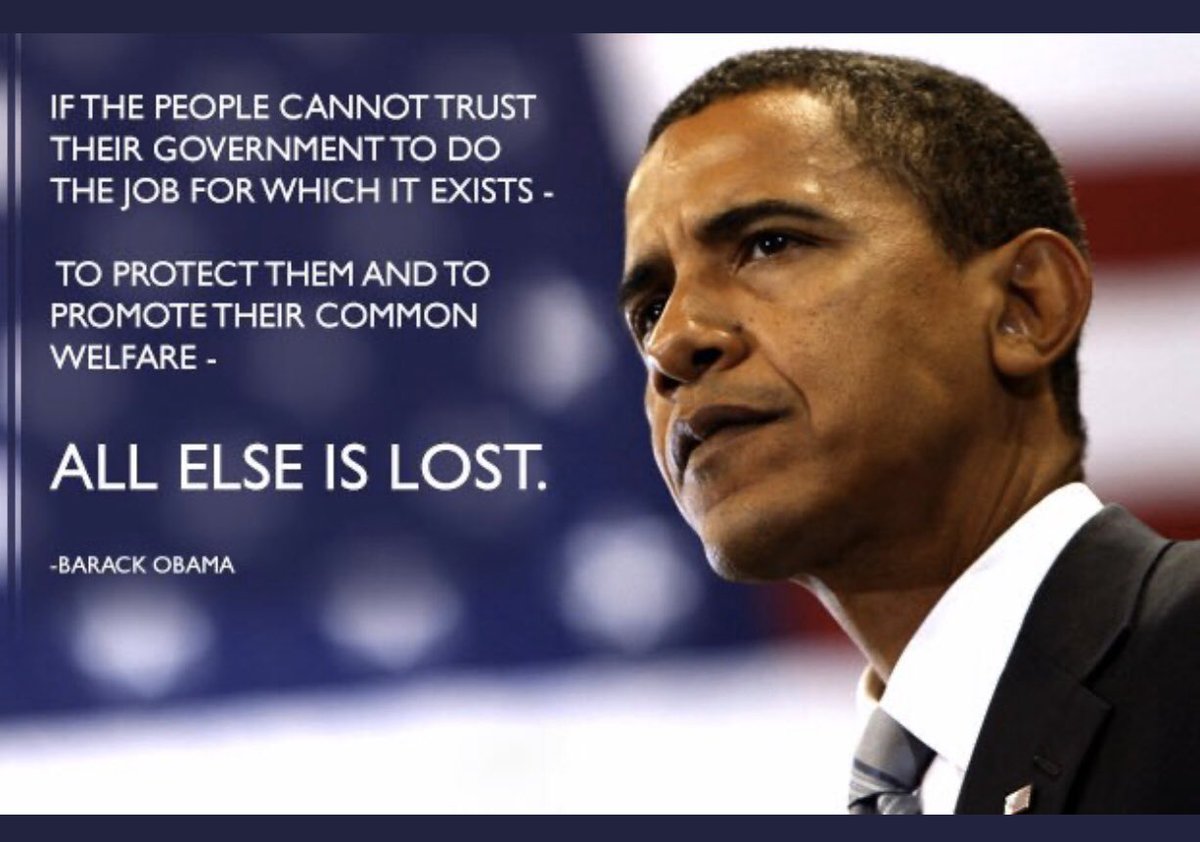 IF THE PEOPLE CANNOT TRUST
THEIR GOVERNMENT TO DO
THE JOB FOR WHICH IT EXISTS -
TO PROTECT THEM AND TO
PROMOTE THEIR COMMON
WELFARE -
ALL ELSE IS LOST.
-BARACK OBAMA